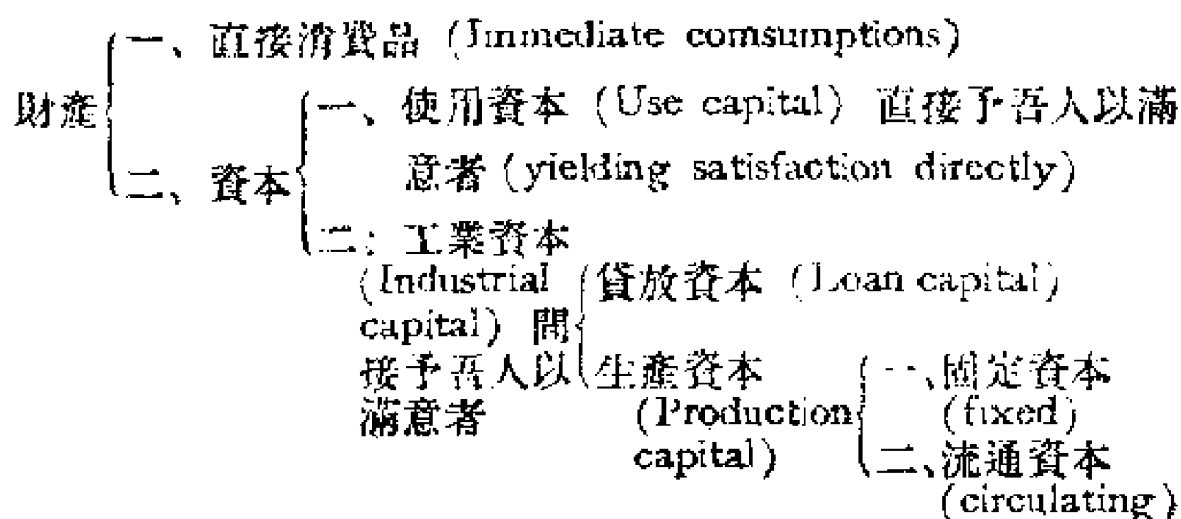 財產
一、直接消費品 (Immediate comsumptions)
二、資本
一、使用資本 (Use capital) 直接予吾人以滿
意者 (yielding satisfaction directly)
二、工業資本
(Industrial
capital) 間
接予吾人以
滿意者
貸放資本 (Loan capital)
生產資本
(Production
capital)
一、固定資本
(fixed)
二、流通資本
(circulating)